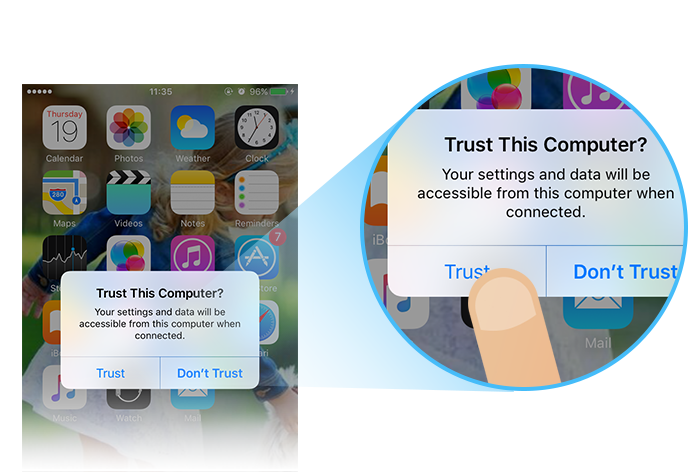 11:35
96%
Thursday
19
Calendar
Photos
Weather
Clock
280
Maps
Videos
Notes
Reminders
7
Trust This Computer?
Your settings and data will be
accessible from this computer when
connected.
Trust
Don't Trust
Music
Watch
Mail
Trust This Computer?
Your settings and data will be
accessible from this computer when
connected.
Trust
Don't Trust
Mail